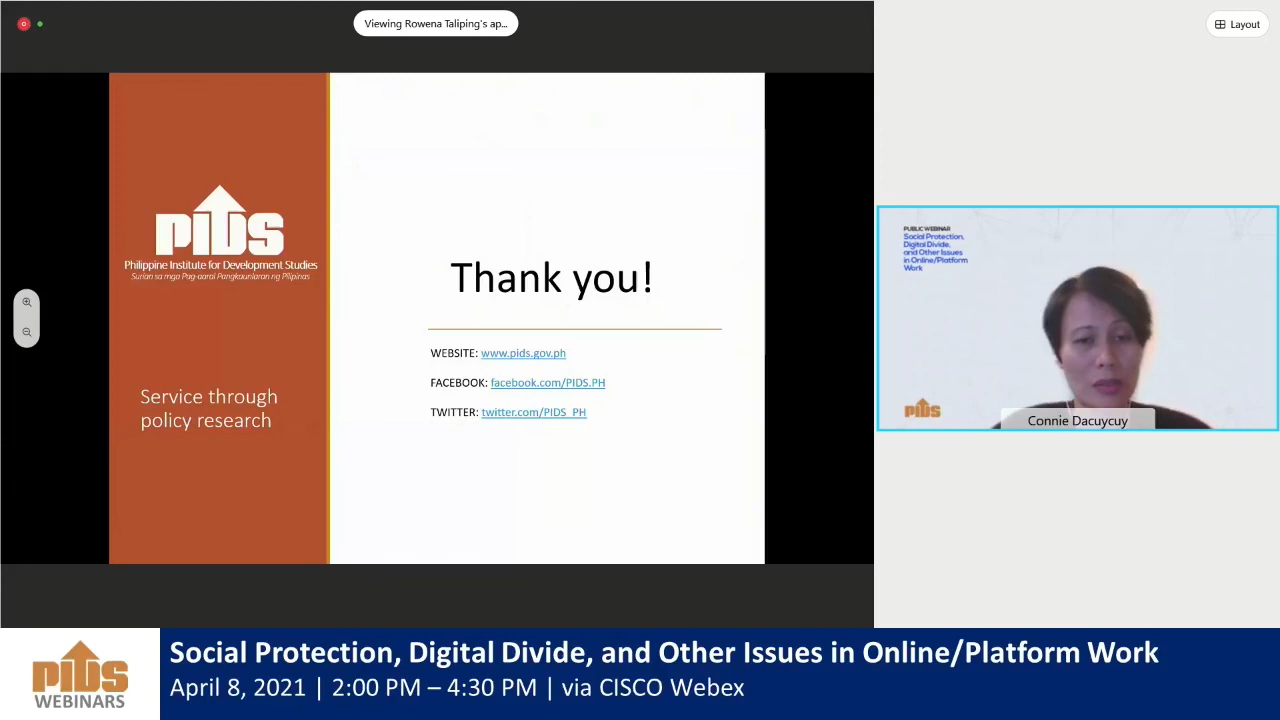 Viewing Rowena Taliping's ap...
Layout
PIDS
Philippine Institute for Development Studies
Surian sa mga Pag-aaral Pangkaunlaran ng Pilipinas
Service through
policy research
Thank you!
WEBSITE: www.pids.gov.ph
FACEBOOK: facebook.com/PIDS.PH
TWITTER: twitter.com/PIDS_PH
PUBLIC WEBINAR
Social Protection,
Digital Divide,
and Other Issues
in Online/Platform
Work
PIDS
Connie Dacuycuy
PIDS
WEBINARS
Social Protection, Digital Divide, and Other Issues in Online/Platform Work
April 8, 2021 | 2:00 PM – 4:30 PM | via CISCO Webex